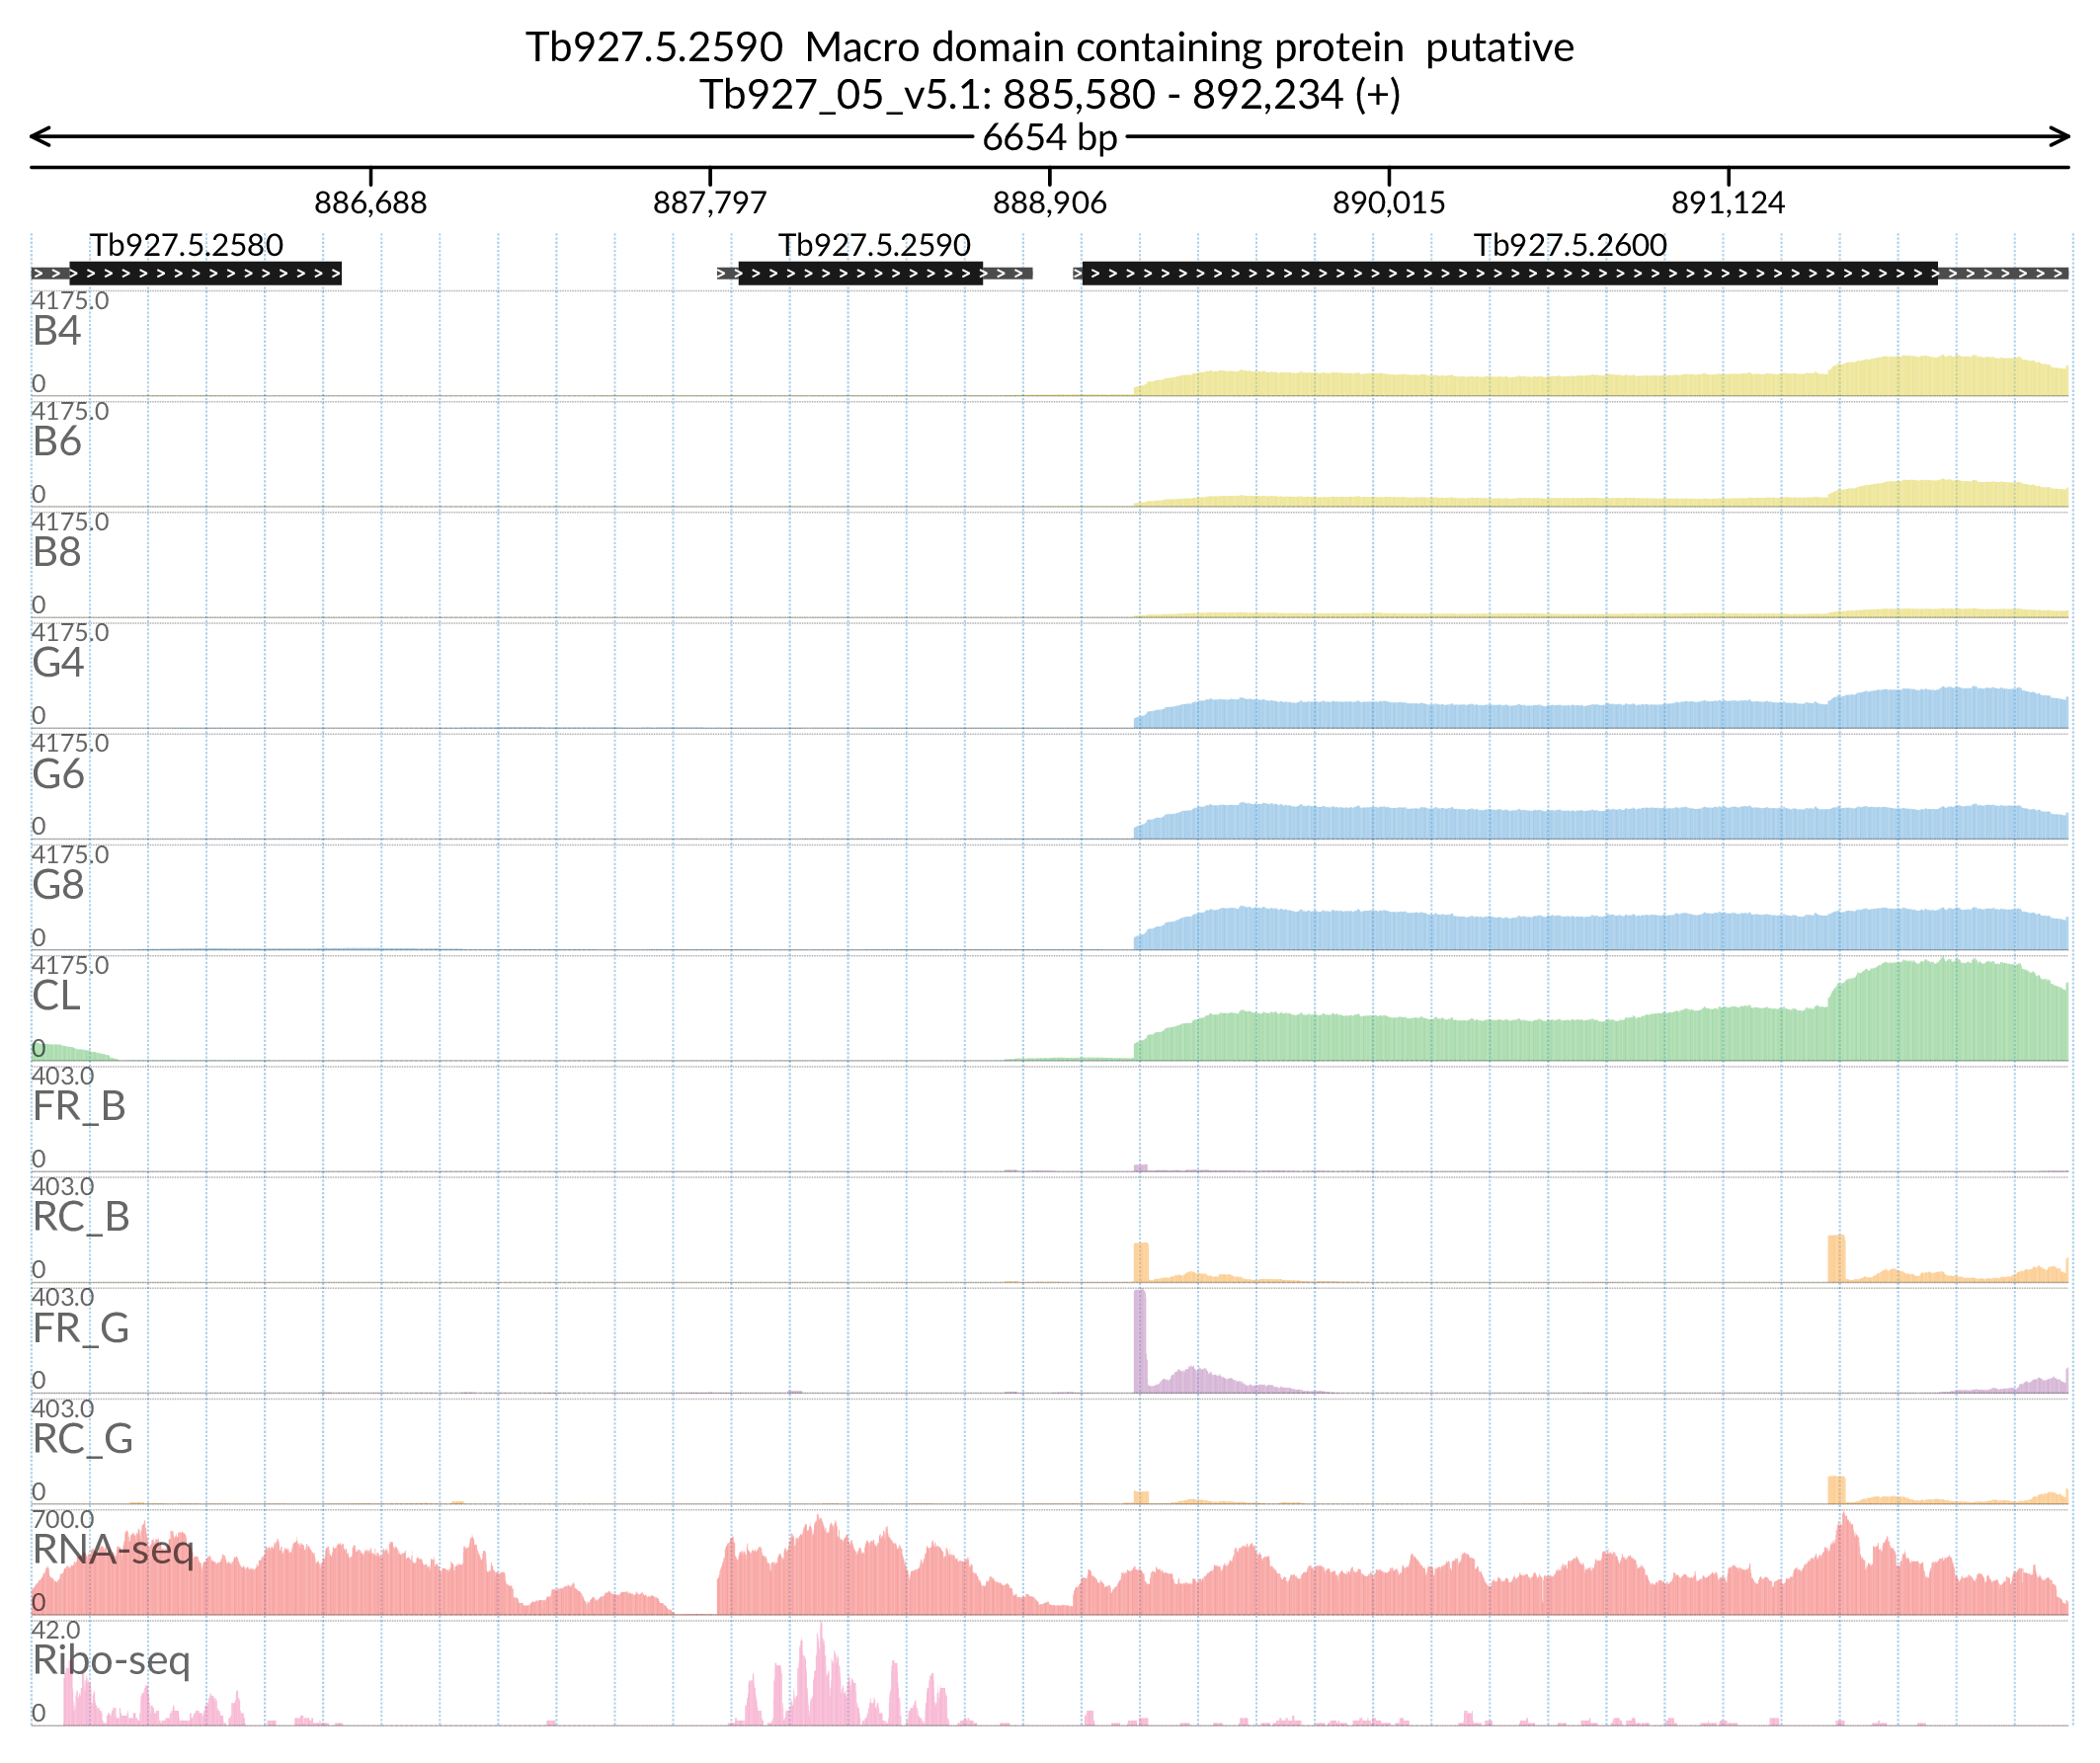 Tb927.5.2590  Macro domain containing protein  putative
Tb927_05_v5.1: 885,580 - 892,234 (+)
6654 bp
886,688 887,797 888,906 890,015 891,124
Tb927.5.2580 Tb927.5.2590 Tb927.5.2600
4175.0
B4
0
4175.0
B6
0
4175.0
B8
0
4175.0
G4
0
4175.0
G6
0
4175.0
G8
0
4175.0
CL
0
403.0
FR_B
0
403.0
RC_B
0
403.0
FR_G
0
403.0
RC_G
0
700.0
RNA-seq
0
42.0
Ribo-seq
0